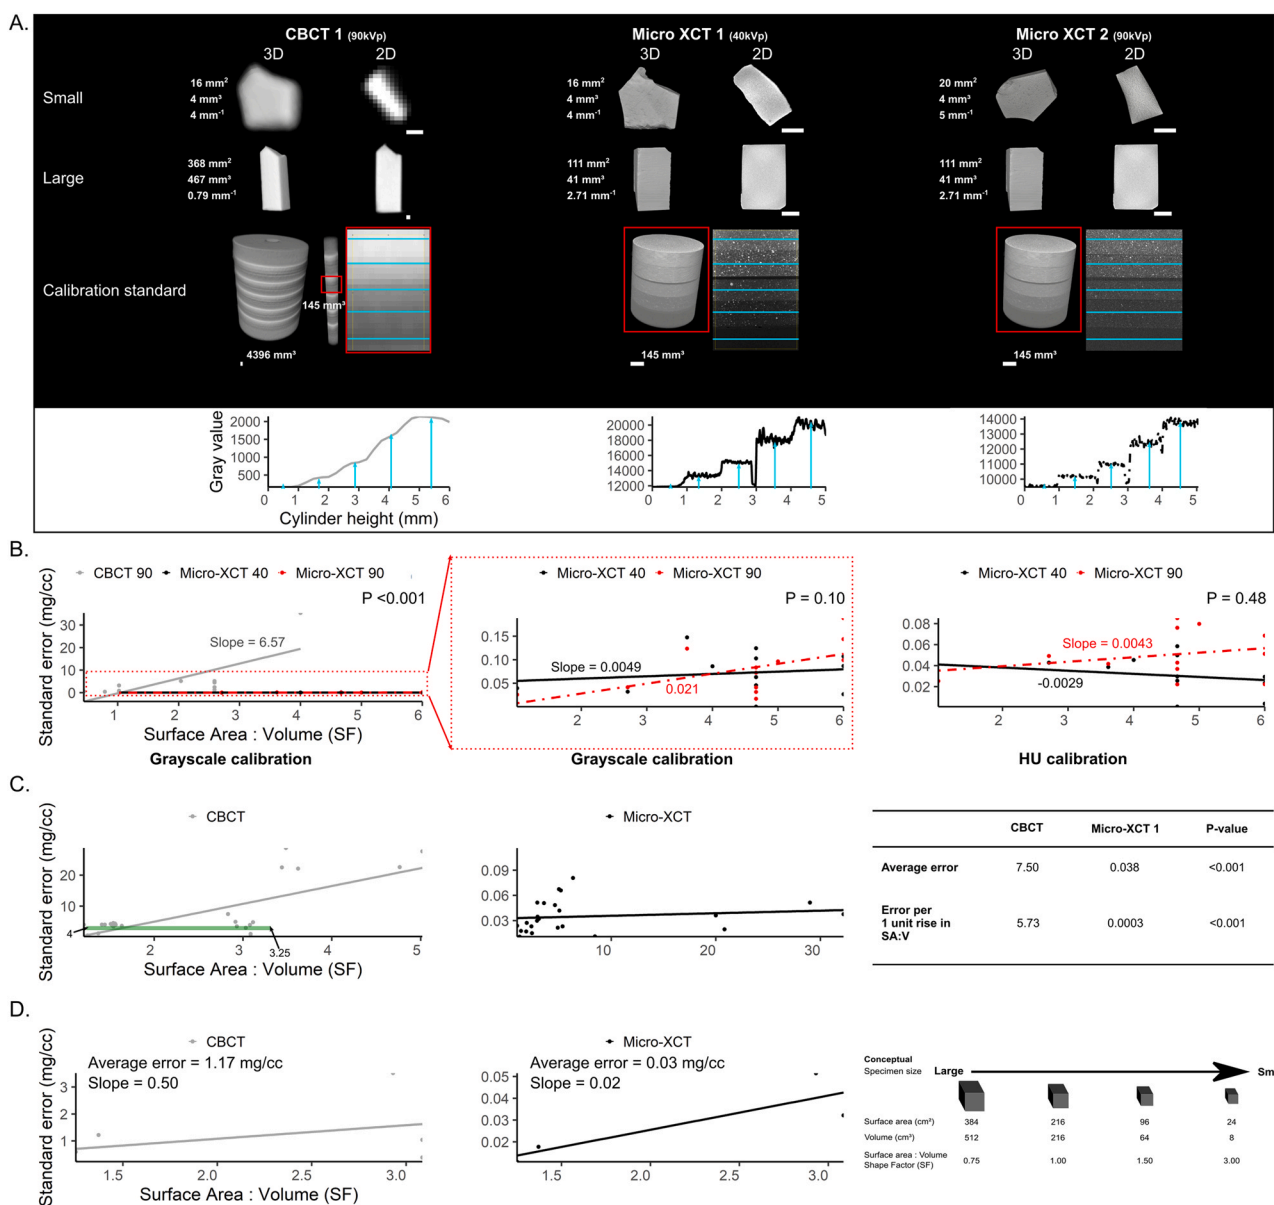 A.
CBCT 1 (90kVp)
3D 2D
Micro XCT 1 (40kVp)
3D 2D
Micro XCT 2 (90kVp)
3D 2D
Small
16 mm²
4 mm³
4 mm⁻¹
16 mm²
4 mm³
4 mm⁻¹
20 mm²
4 mm³
5 mm⁻¹
Large
368 mm²
467 mm³
0.79 mm⁻¹
111 mm²
41 mm³
2.71 mm⁻¹
111 mm²
41 mm³
2.71 mm⁻¹
Calibration standard
145 mm³
4396 mm³
145 mm³
145 mm³
Gray value
2000
1500
1000
500
0 1 2 3 4 5 6
Cylinder height (mm)
20000
18000
16000
14000
12000
0 1 2 3 4 5
14000
13000
12000
11000
10000
0 1 2 3 4 5
B.
Standard error (mg/cc)
CBCT 90 Micro-XCT 40 Micro-XCT 90
P <0.001
Slope = 6.57
30
20
10
0
1 2 3 4 5 6
Surface Area : Volume (SF)
Grayscale calibration
Micro-XCT 40 Micro-XCT 90
P = 0.10
0.15
0.10
0.05
Slope = 0.0049
0.021
2 3 4 5 6
Grayscale calibration
Micro-XCT 40 Micro-XCT 90
P = 0.48
0.08
0.06
0.04
0.02
Slope = 0.0043
-0.0029
2 3 4 5 6
HU calibration
C.
Standard error (mg/cc)
CBCT
20
10
4
3.25
2 3 4 5
Surface Area : Volume (SF)
Micro-XCT
0.09
0.06
0.03
0 10 20 30
CBCT Micro-XCT 1 P-value
Average error 7.50 0.038 <0.001
Error per
1 unit rise in 5.73 0.0003 <0.001
SA:V
D.
Standard error (mg/cc)
CBCT
Average error = 1.17 mg/cc
Slope = 0.50
3
2
1
1.5 2.0 2.5 3.0
Surface Area : Volume (SF)
Micro-XCT
Average error = 0.03 mg/cc
Slope = 0.02
0.05
0.04
0.03
0.02
1.5 2.0 2.5 3.0
Conceptual
Specimen size Large Sm
Surface area (cm²) 384 216 96 24
Volume (cm³) 512 216 64 8
Surface area : Volume
Shape Factor (SF) 0.75 1.00 1.50 3.00